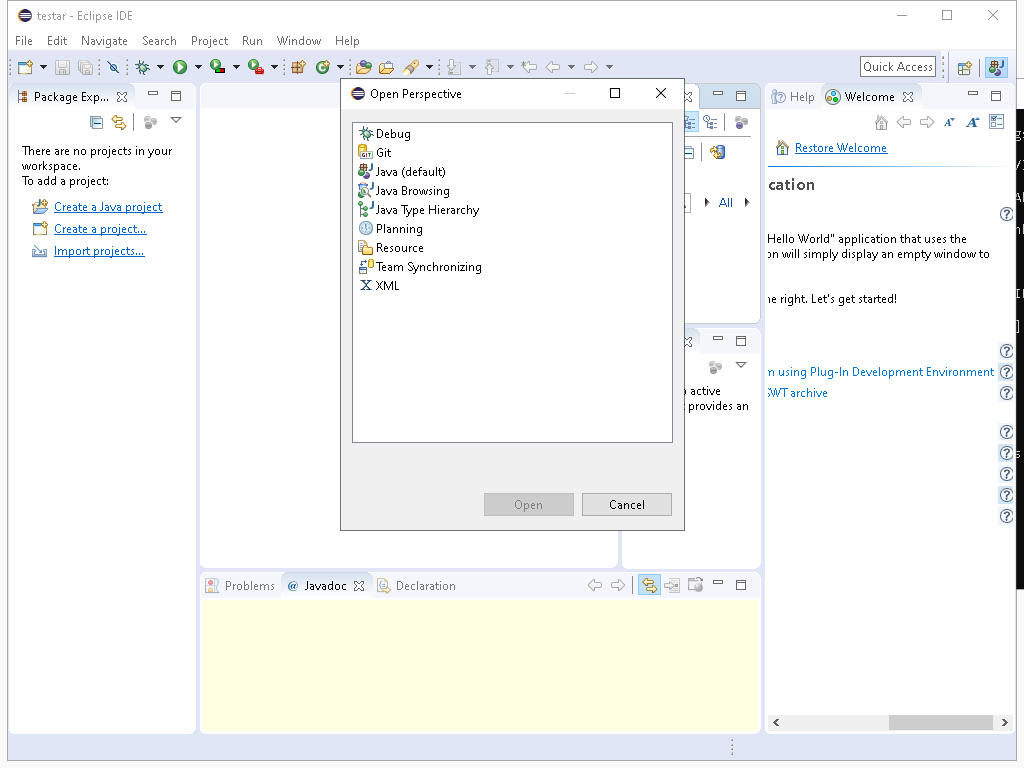 testar - Eclipse IDE
File Edit Navigate Search Project Run Window Help
Quick Access
Package Exp...
There are no projects in your
workspace.
To add a project:
Create a Java project
Create a project...
Import projects...
Open Perspective
Debug
Git
Java (default)
Java Browsing
Java Type Hierarchy
Planning
Resource
Team Synchronizing
XML
Open Cancel
All
active
provides an
Help Welcome
Restore Welcome
cation
Hello World" application that uses the
on will simply display an empty window to
he right. Let's get started!
using Plug-In Development Environment
SWT archive
Problems @ Javadoc Declaration